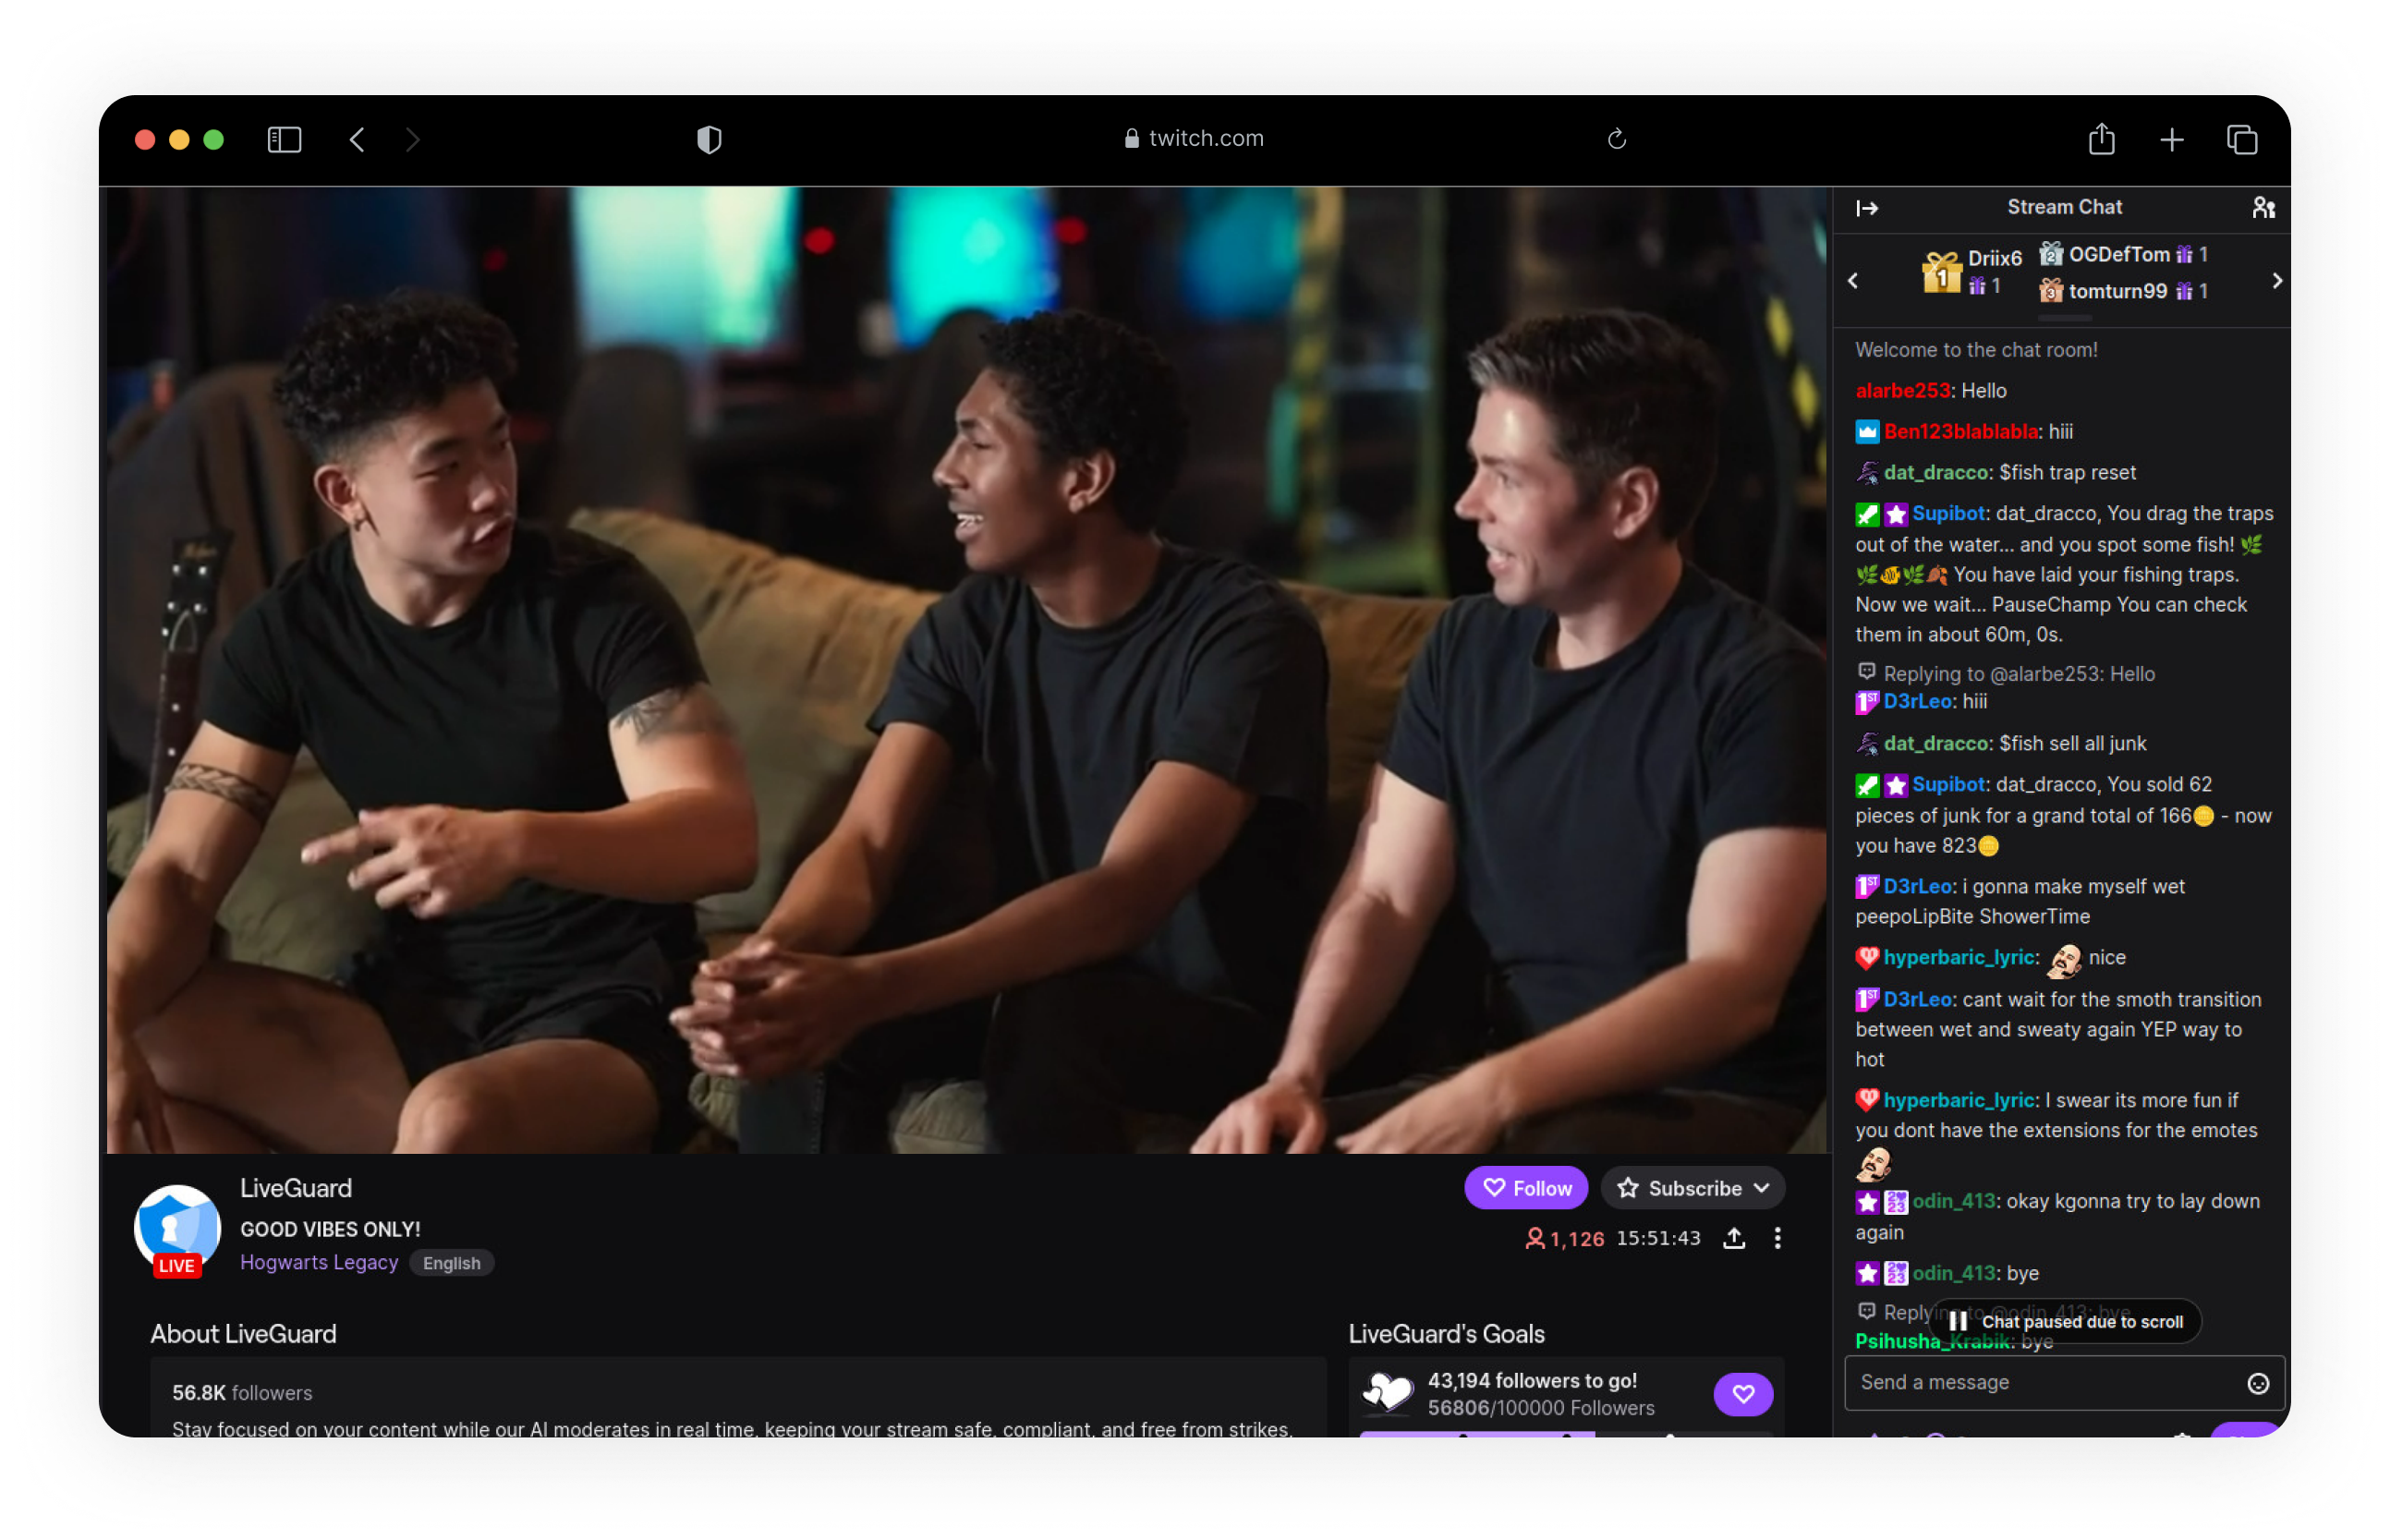 twitch.com
Stream Chat
Driix6
1
OGDefTom 1
tomturn99 1
Welcome to the chat room!
alarbe253: Hello
Ben123blablabla: hiii
dat_dracco: $fish trap reset
Supibot: dat_dracco, You drag the traps
out of the water... and you spot some fish!
You have laid your fishing traps.
Now we wait... PauseChamp You can check
them in about 60m, 0s.
Replying to @alarbe253: Hello
1ST D3rLeo: hiii
dat_dracco: $fish sell all junk
Supibot: dat_dracco, You sold 62
pieces of junk for a grand total of 166 - now
you have 823
1ST D3rLeo: i gonna make myself wet
peepoLipBite ShowerTime
hyperbaric_lyric: nice
1ST D3rLeo: cant wait for the smoth transition
between wet and sweaty again YEP way to
hot
hyperbaric_lyric: I swear its more fun if
you dont have the extensions for the emotes
odin_413: okay kgonna try to lay down
again
odin_413: bye
Replying to @odin_413: bye
Chat paused due to scroll
Psihusha_Krabik: bye
Send a message
LiveGuard
GOOD VIBES ONLY!
Hogwarts Legacy English
LIVE
Follow
Subscribe
1,126 15:51:43
About LiveGuard
56.8K followers
Stay focused on your content while our AI moderates in real time, keeping your stream safe, compliant, and free from strikes.
LiveGuard's Goals
43,194 followers to go!
56806/100000 Followers